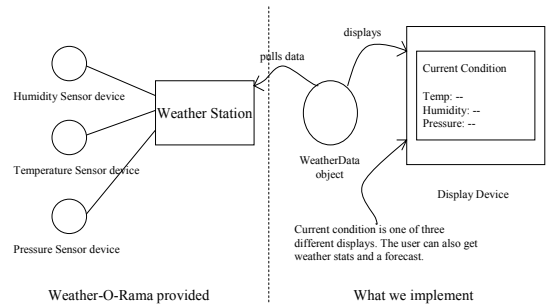 displays
pulls data
Current Condition
Temp: --
Humidity: --
Pressure: --
Weather Station
Humidity Sensor device
Temperature Sensor device
WeatherData
object
Display Device
Pressure Sensor device
Current condition is one of three
different displays. The user can also get
weather stats and a forecast.
Weather-O-Rama provided
What we implement